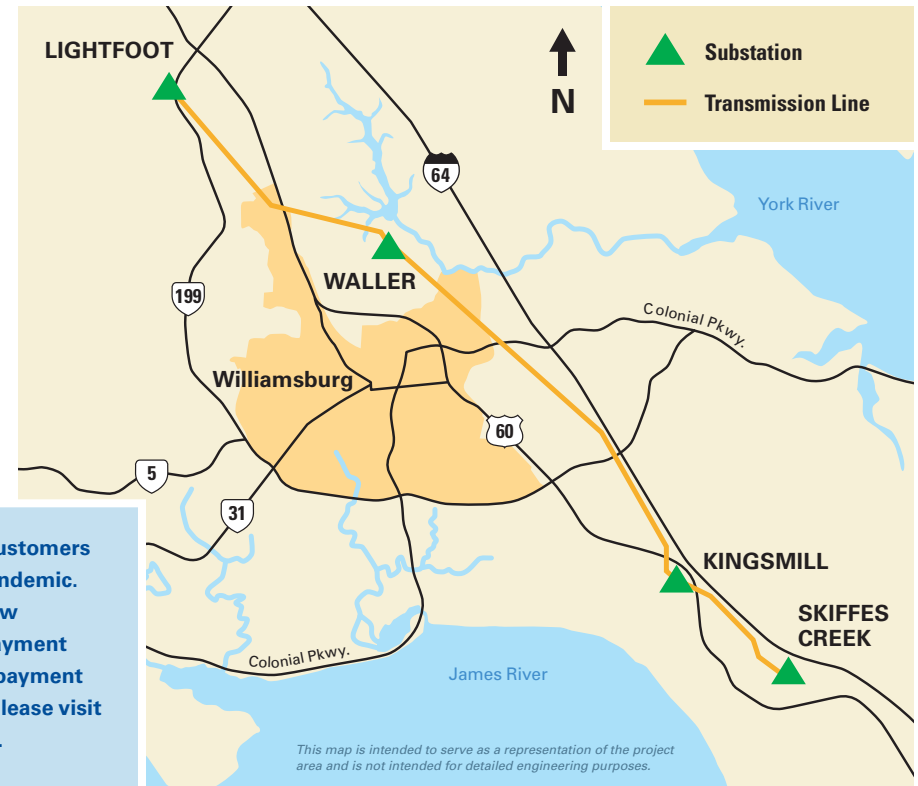 LIGHTFOOT
N
Substation
Transmission Line
64
York River
WALLER
199
Colonial Pkwy.
Williamsburg
60
5
31
KINGSMILL
SKIFFES
CREEK
Colonial Pkwy.
James River
This map is intended to serve as a representation of the project
area and is not intended for detailed engineering purposes.
ustomers
ndemic.
w
yment
payment
lease visit
.